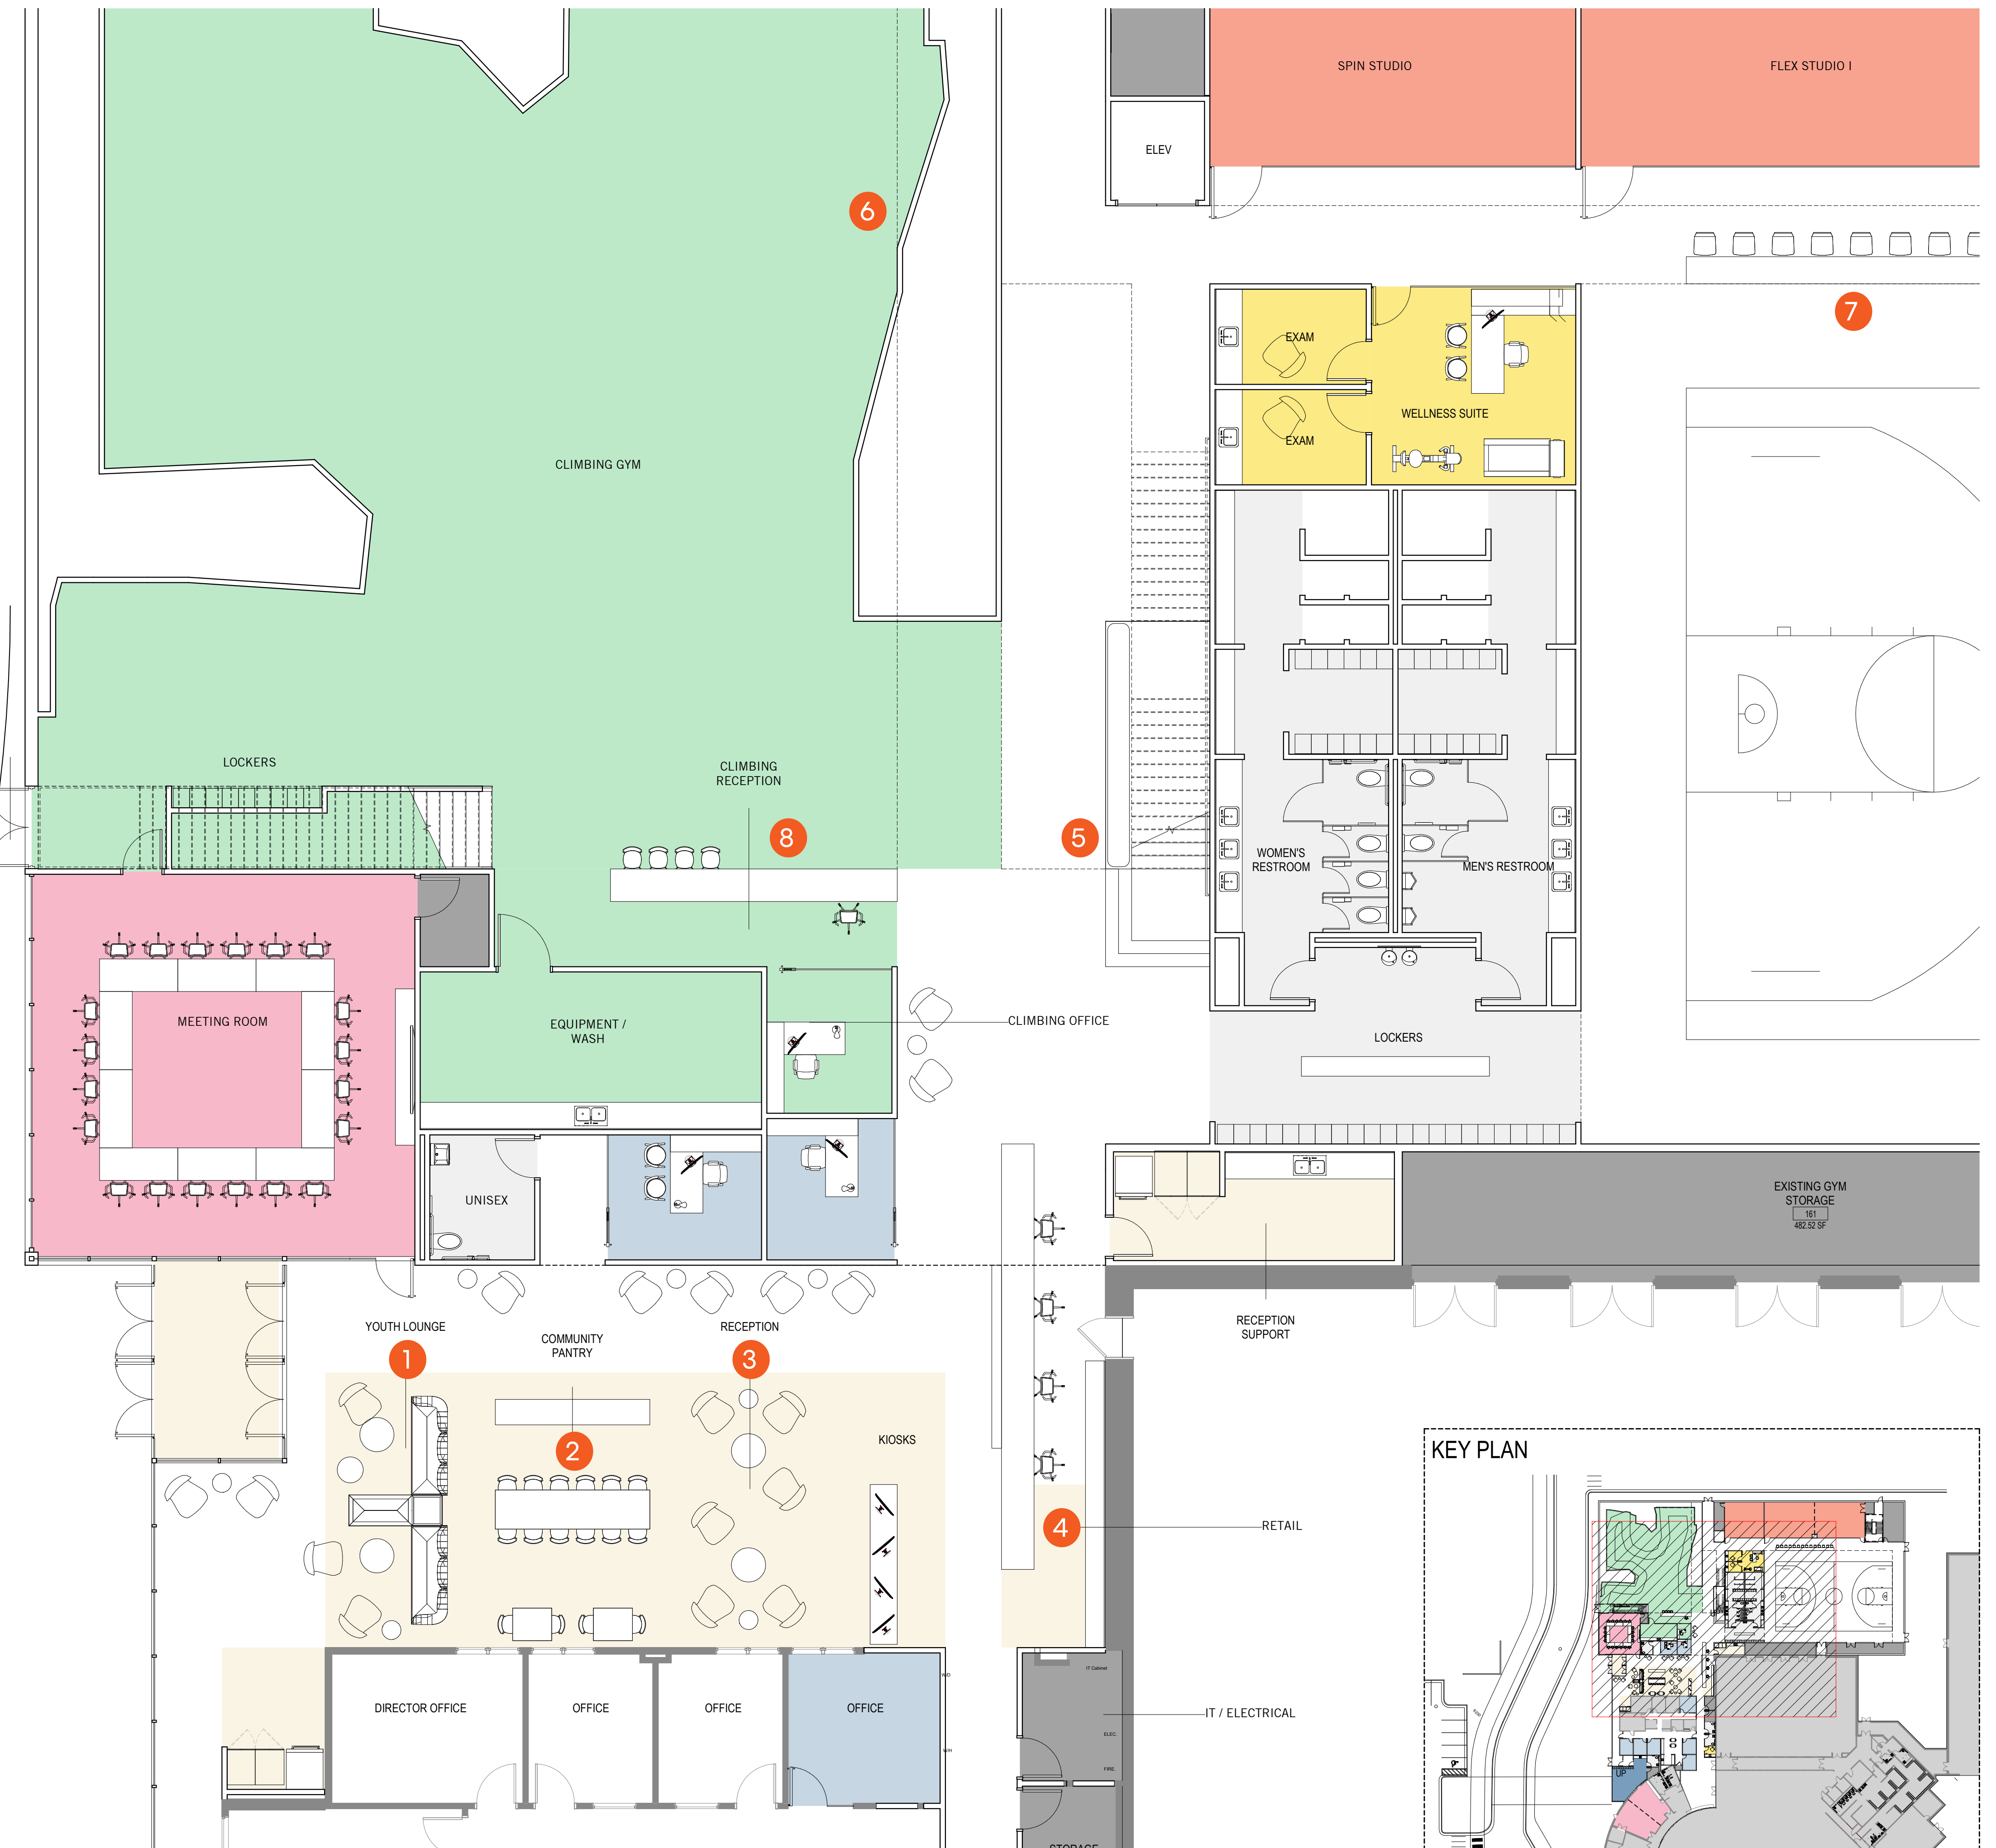 SPIN STUDIO
FLEX STUDIO I
ELEV
6
7
EXAM
WELLNESS SUITE
EXAM
CLIMBING GYM
LOCKERS
CLIMBING
RECEPTION
8
5
WOMEN'S
RESTROOM
MEN'S RESTROOM
MEETING ROOM
EQUIPMENT /
WASH
CLIMBING OFFICE
LOCKERS
UNISEX
EXISTING GYM
STORAGE
161
482.52 SF
YOUTH LOUNGE
COMMUNITY
PANTRY
RECEPTION
RECEPTION
SUPPORT
1
3
2
KIOSKS
KEY PLAN
4
RETAIL
IT Cabinet
W/D
DIRECTOR OFFICE
OFFICE
OFFICE
OFFICE
IT / ELECTRICAL
ELEC.
W/H
FIRE.
UP
STORAGE